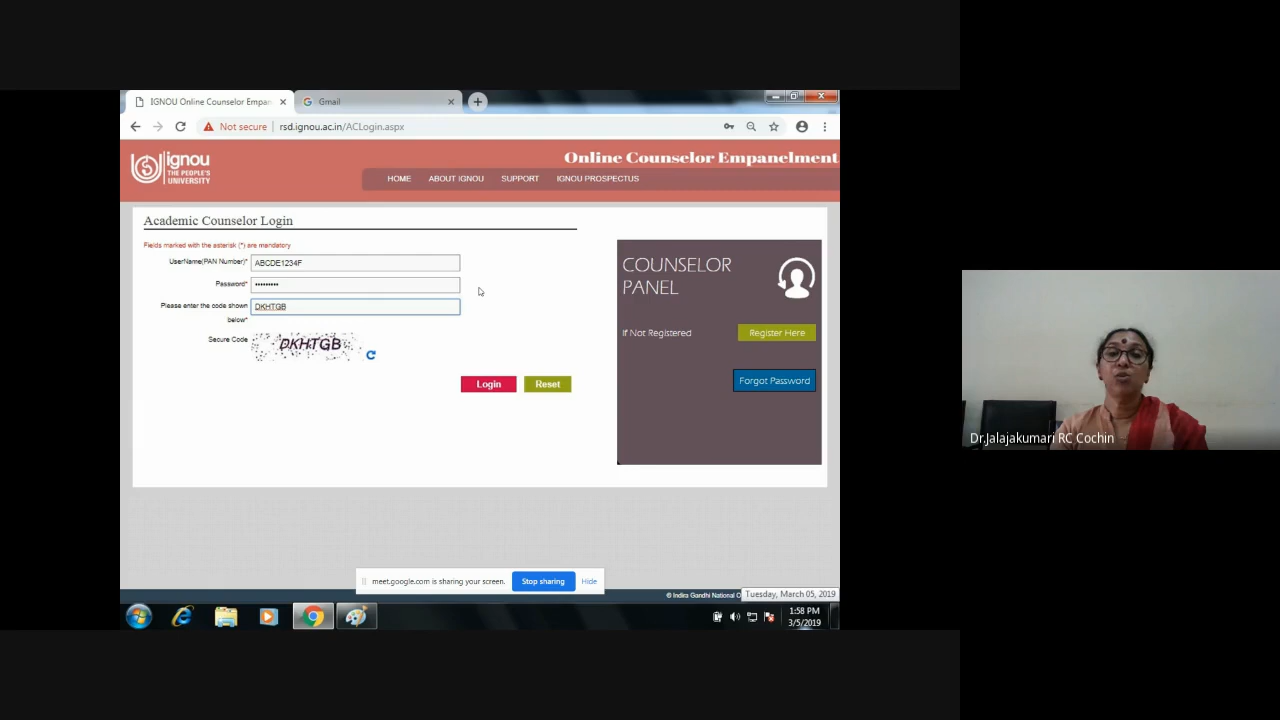 IGNOU Online Counselor Empan
Gmail
Not secure
rsd.ignou.ac.in/ACLogin.aspx
ignou
THE PEOPLE'S
UNIVERSITY
Online Counselor Empanelment
HOME ABOUT IGNOU SUPPORT IGNOU PROSPECTUS
Academic Counselor Login
Fields marked with the asterisk (*) are mandatory
UserName(PAN Number)* ABCDE1234F
Password* •••••••••
Please enter the code shown below* DKHTGB
Secure Code DKHTGB
Login Reset
COUNSELOR
PANEL
If Not Registered Register Here
Forgot Password
Dr.Jalajakumari RC Cochin
meet.google.com is sharing your screen. Stop sharing Hide
© Indira Gandhi National O
Tuesday, March 05, 2019
1:58 PM
3/5/2019